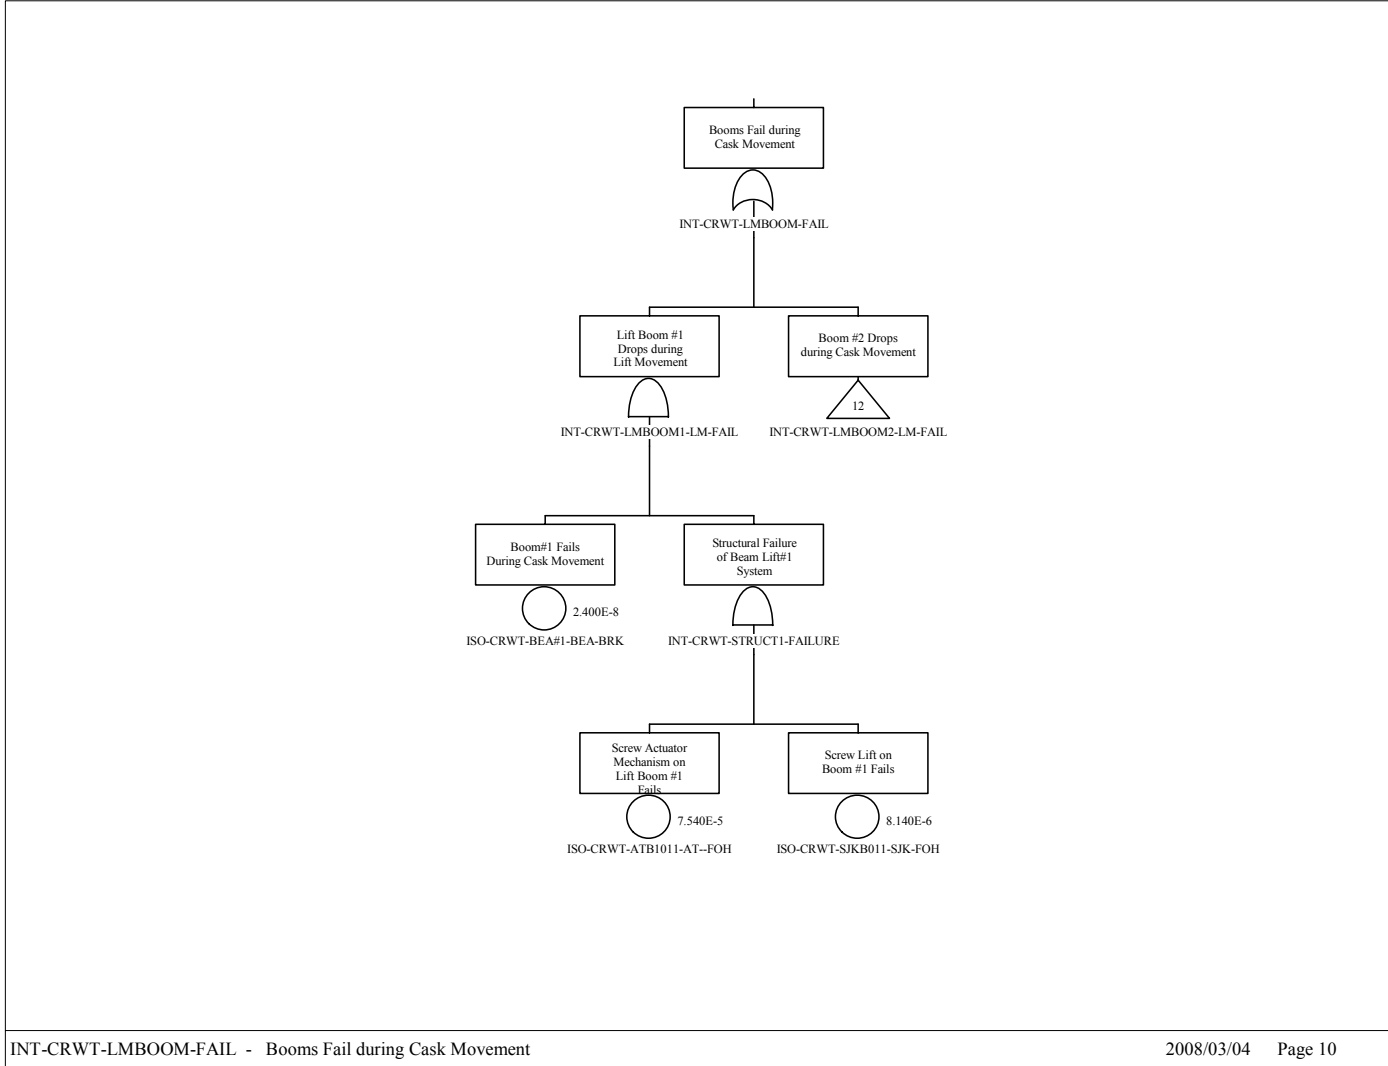 Booms Fail during
Cask Movement
INT-CRWT-LMBOOM-FAIL
Lift Boom #1
Drops during
Lift Movement
INT-CRWT-LMBOOM1-LM-FAIL
Boom #2 Drops
during Cask Movement
12
INT-CRWT-LMBOOM2-LM-FAIL
Boom#1 Fails
During Cask Movement
2.400E-8
ISO-CRWT-BEA#1-BEA-BRK
Structural Failure
of Beam Lift#1
System
INT-CRWT-STRUCT1-FAILURE
Screw Actuator
Mechanism on
Lift Boom #1
Fails
7.540E-5
ISO-CRWT-ATB1011-AT--FOH
Screw Lift on
Boom #1 Fails
8.140E-6
ISO-CRWT-SJKB011-SJK-FOH
INT-CRWT-LMBOOM-FAIL - Booms Fail during Cask Movement
2008/03/04 Page 10